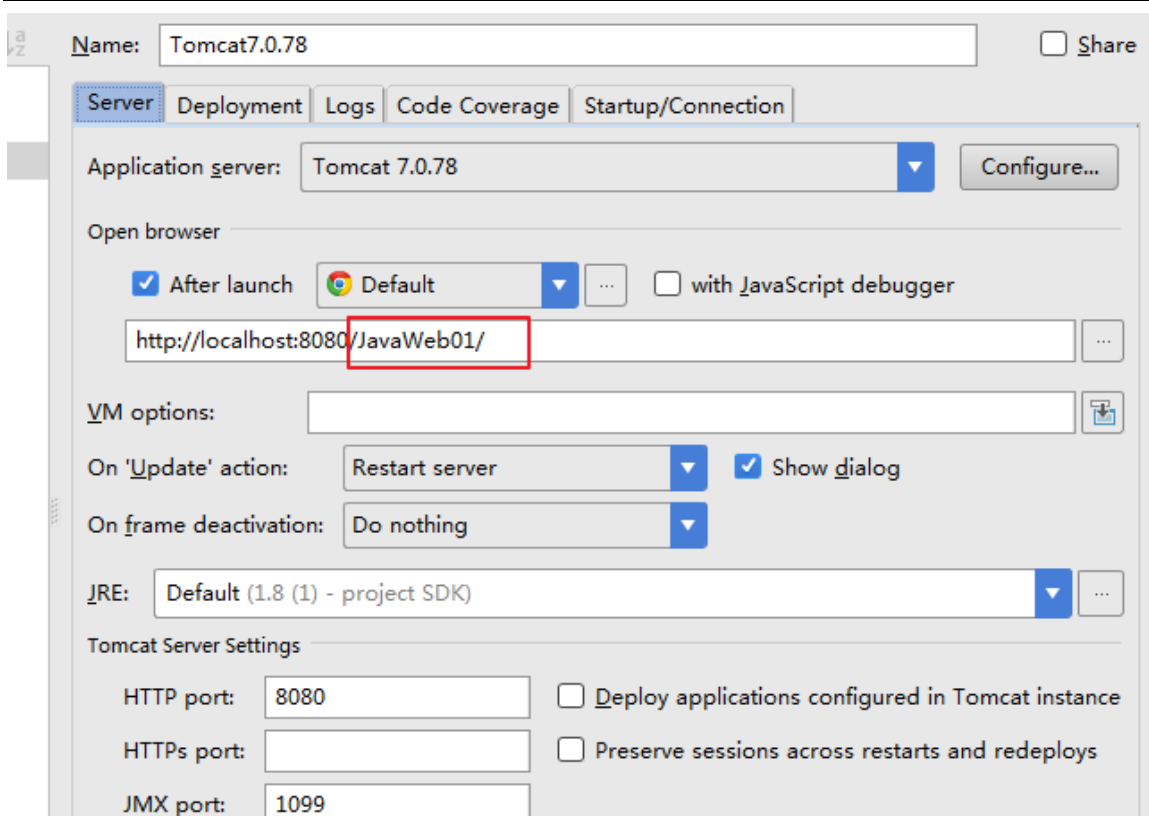 a
z
Name: Tomcat7.0.78 Share
Server Deployment Logs Code Coverage Startup/Connection
Application server: Tomcat 7.0.78 Configure...
Open browser
After launch Default ... with JavaScript debugger
http://localhost:8080/JavaWeb01/ ...
VM options:
On 'Update' action: Restart server Show dialog
On frame deactivation: Do nothing
JRE: Default (1.8 (1) - project SDK) ...
Tomcat Server Settings
HTTP port: 8080 Deploy applications configured in Tomcat instance
HTTPs port: Preserve sessions across restarts and redeploys
JMX port: 1099